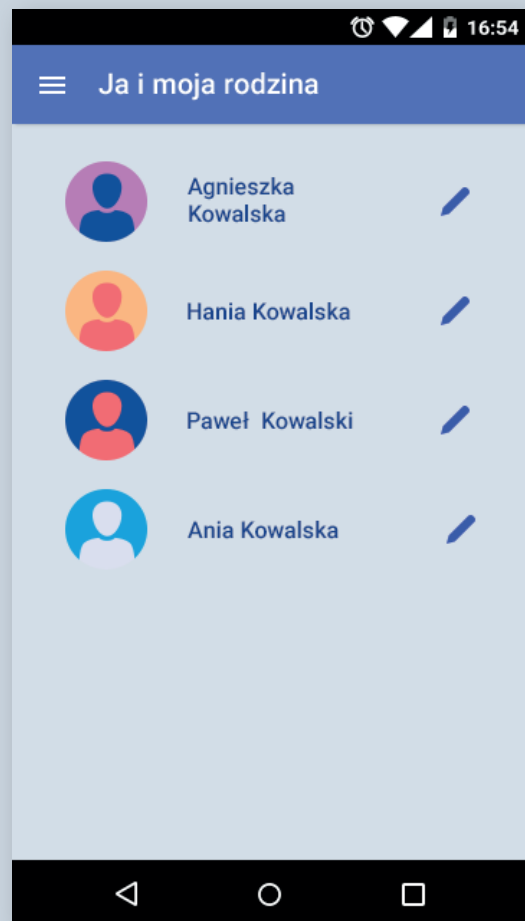 16:54
Ja i moja rodzina
Agnieszka
Kowalska
Hania Kowalska
Paweł Kowalski
Ania Kowalska